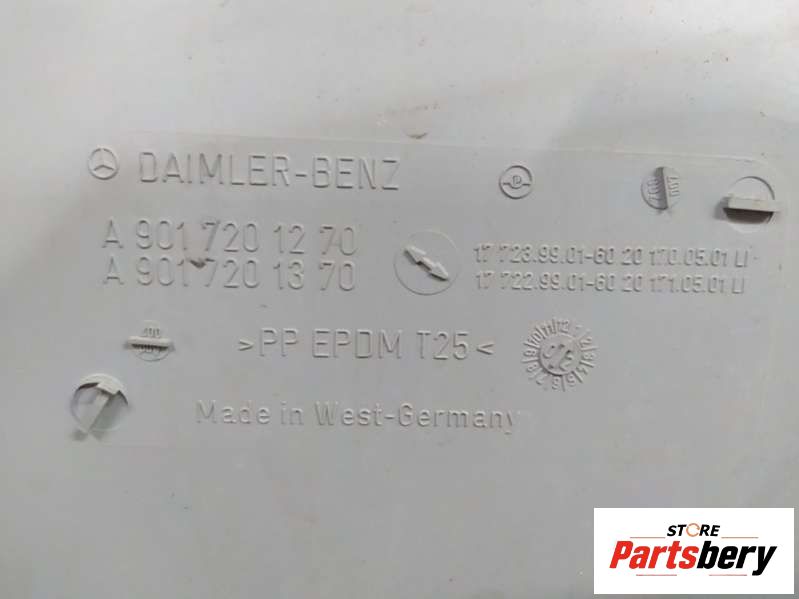 DAIMLER-BENZ
A 901 720 12 70
A 901 720 13 70
17 723.99.01-60 20 170.05.01 LI
17 722.99.01-60 20 171.05.01 LI
>PP EPDM T25<
Made in West-Germany
STORE
Partsbery